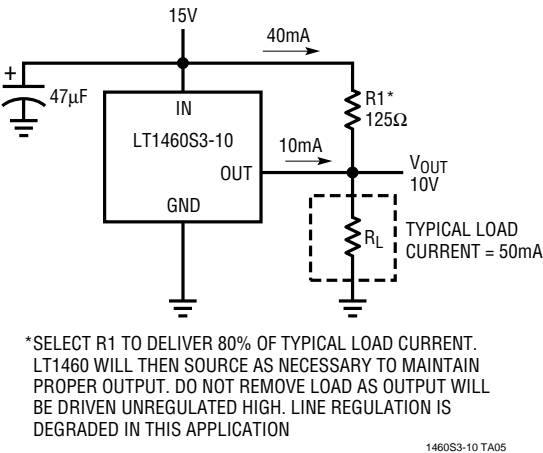 15V
40mA
+
47µF
R1*
125Ω
IN
LT1460S3-10
10mA
OUT
VOUT
10V
GND
RL
TYPICAL LOAD
CURRENT = 50mA
*SELECT R1 TO DELIVER 80% OF TYPICAL LOAD CURRENT.
LT1460 WILL THEN SOURCE AS NECESSARY TO MAINTAIN
PROPER OUTPUT. DO NOT REMOVE LOAD AS OUTPUT WILL
BE DRIVEN UNREGULATED HIGH. LINE REGULATION IS
DEGRADED IN THIS APPLICATION
1460S3-10 TA05